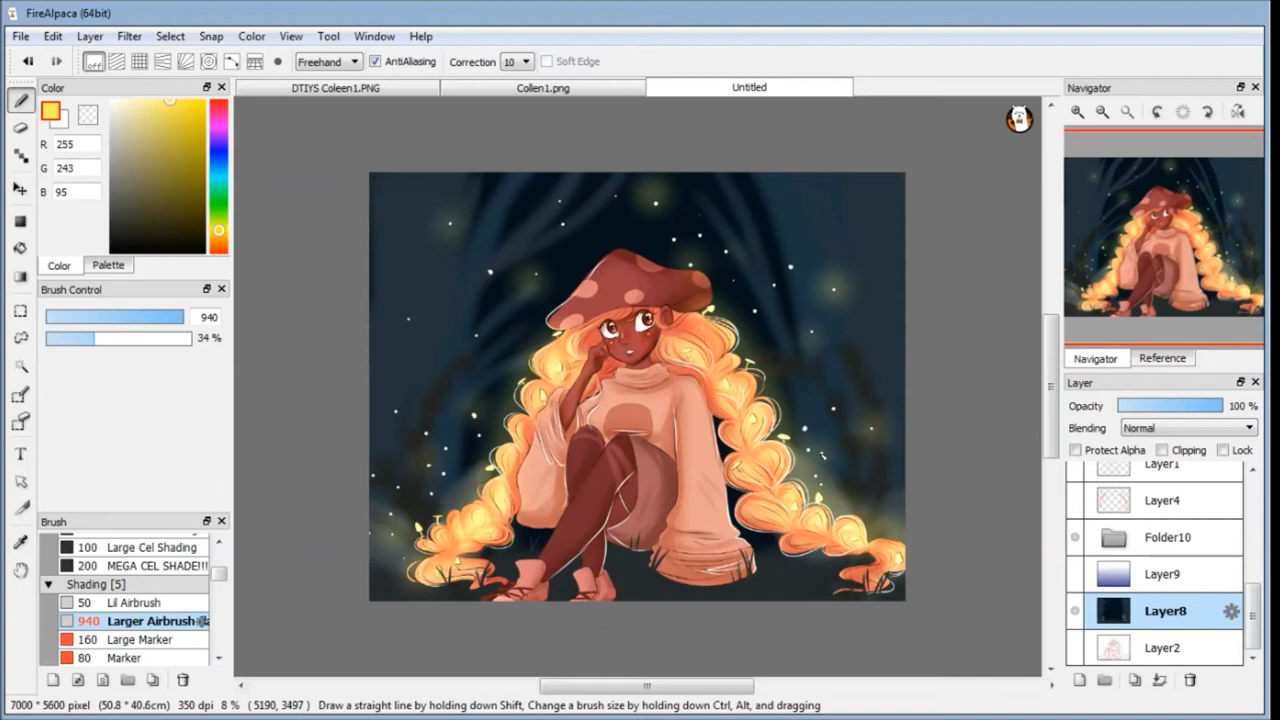 FireAlpaca (64bit)
File Edit Layer Filter Select Snap Color View Tool Window Help
off Freehand AntiAliasing Correction 10 Soft Edge
Color
DTIYS Coleen1.PNG Collen1.png Untitled
Navigator
R 255
G 243
B 95
Color Palette
Brush Control
940
34 %
Navigator Reference
Layer
Opacity 100 %
Blending Normal
Protect Alpha Clipping Lock
Layer1
Layer4
Folder10
Layer9
Layer8
Layer2
Brush
100 Large Cel Shading
200 MEGA CEL SHADE!!!
Shading [5]
50 Lil Airbrush
940 Larger Airbrush
160 Large Marker
80 Marker
7000 * 5600 pixel (50.8 * 40.6cm) 350 dpi 8 % ( 5190, 3497 ) Draw a straight line by holding down Shift, Change a brush size by holding down Ctrl, Alt, and dragging